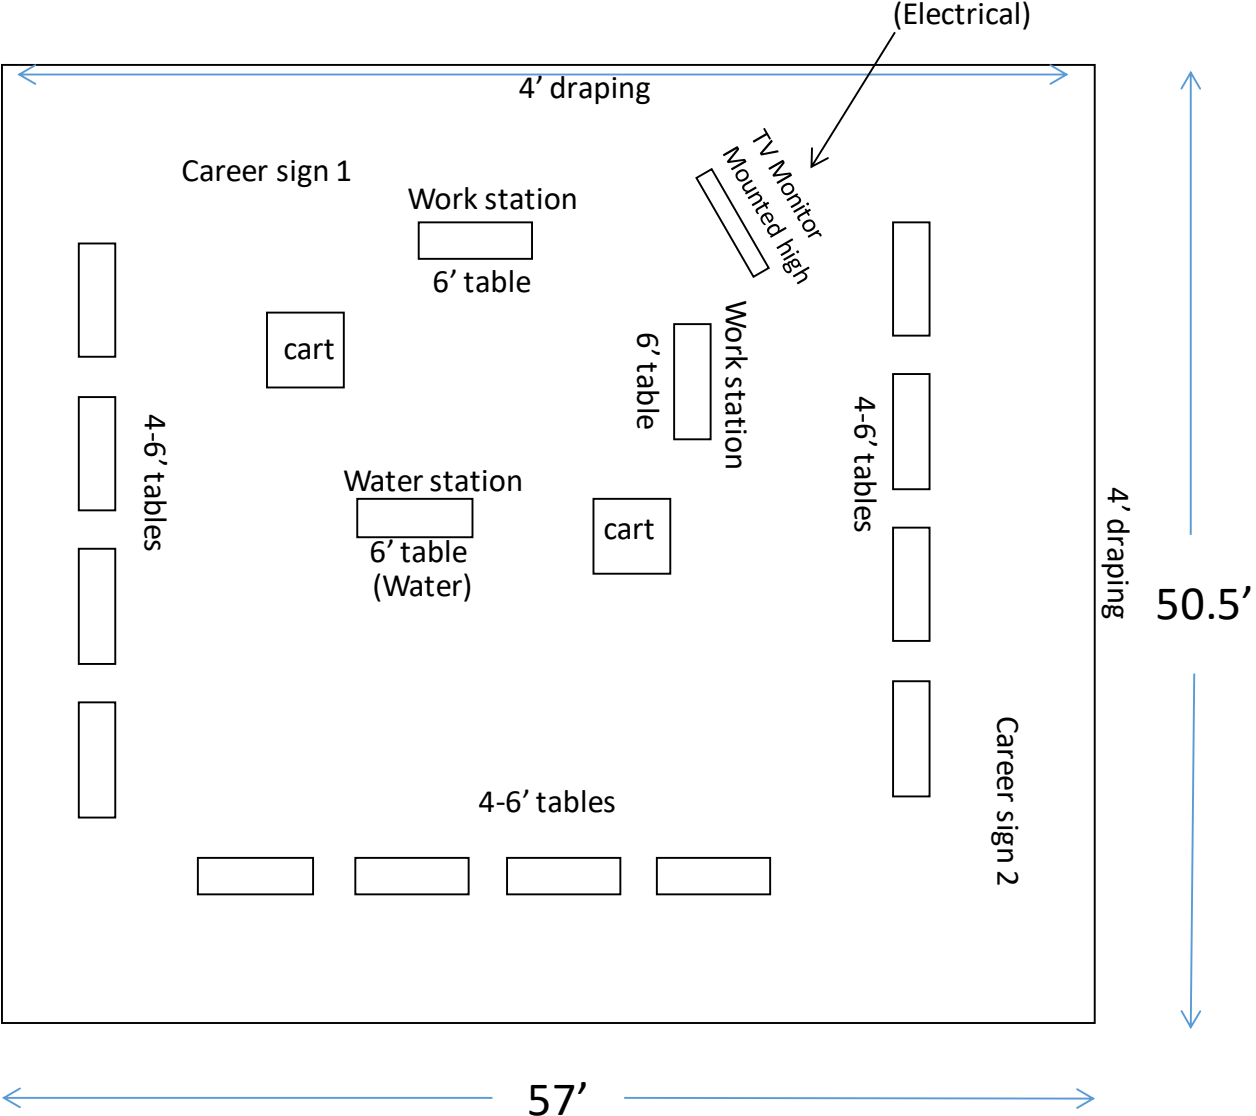 (Electrical)
4’ draping
Career sign 1
TV Monitor
Mounted high
Work station
6’ table
cart
Work station
6’ table
4-6’ tables
4-6’ tables
Water station
6’ table
(Water)
cart
4’ draping
50.5’
Career sign 2
4-6’ tables
57’